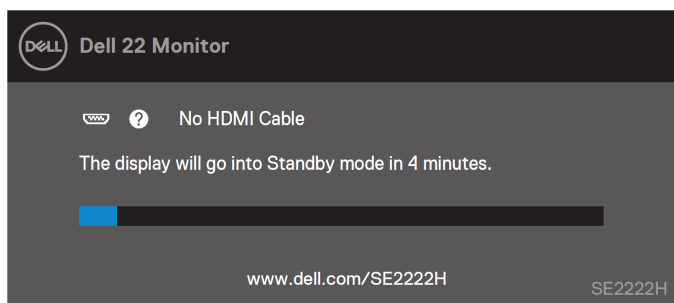 DELL
Dell 22 Monitor
? No HDMI Cable
The display will go into Standby mode in 4 minutes.
www.dell.com/SE2222H
SE2222H